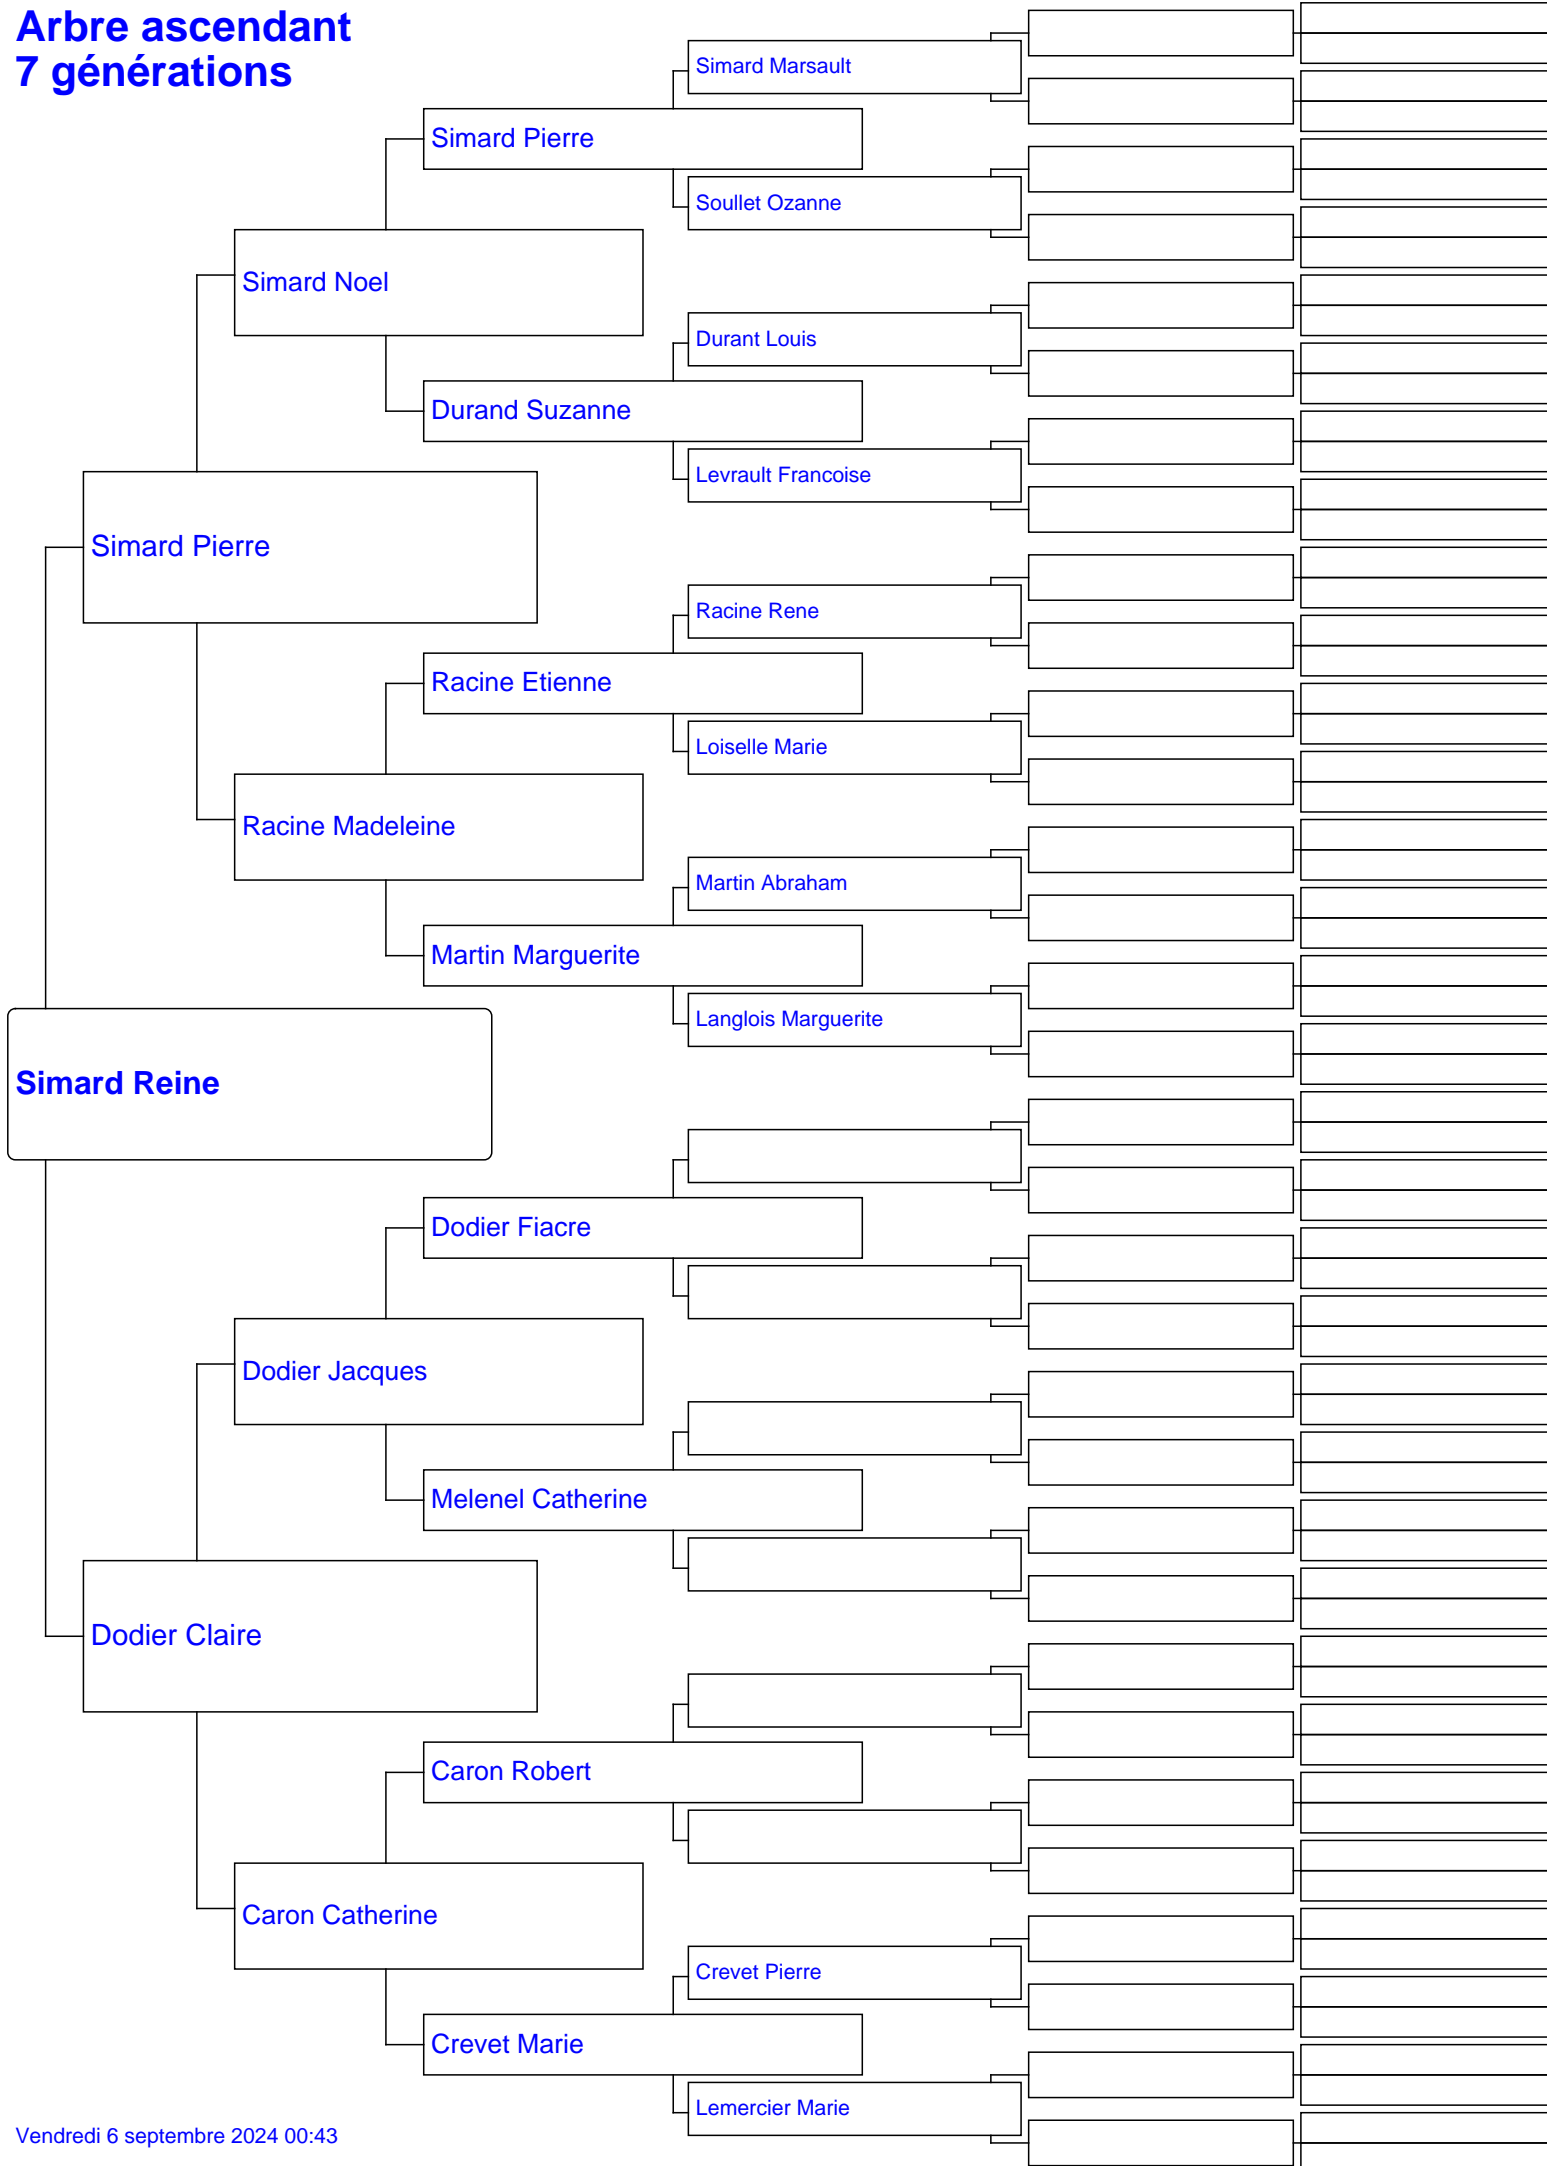 Arbre ascendant
7 générations
Simard Marsault
Simard Pierre
Soullet Ozanne
Simard Noel
Durant Louis
Durand Suzanne
Levrault Francoise
Simard Pierre
Racine Rene
Racine Etienne
Loiselle Marie
Racine Madeleine
Martin Abraham
Martin Marguerite
Langlois Marguerite
Simard Reine
Dodier Fiacre
Dodier Jacques
Melenel Catherine
Dodier Claire
Caron Robert
Caron Catherine
Crevet Pierre
Crevet Marie
Lemercier Marie
Vendredi 6 septembre 2024 00:43